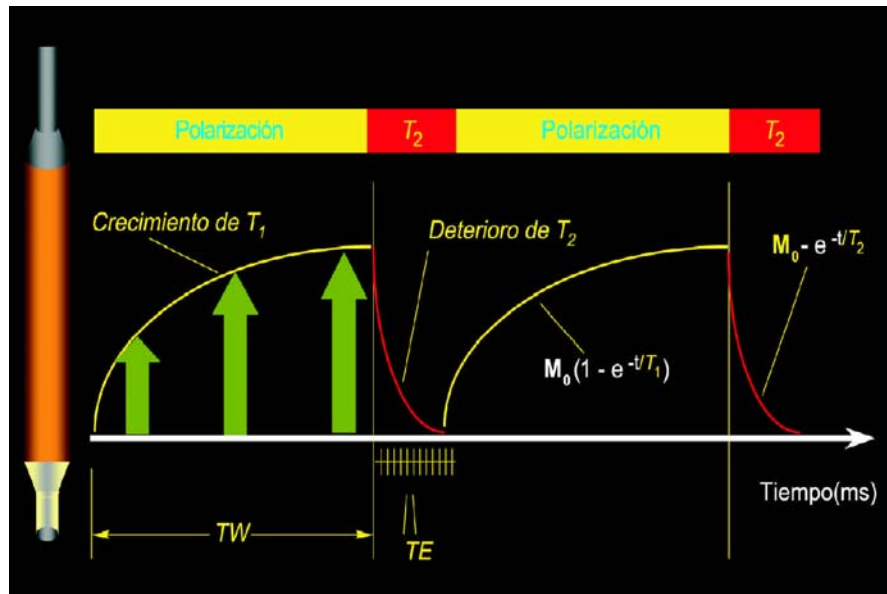 Polarización
T2
Polarización
T2
Crecimiento de T1
Deterioro de T2
M0 - e -t/T2
M0(1 - e -t/T1)
Tiempo(ms)
TW
TE